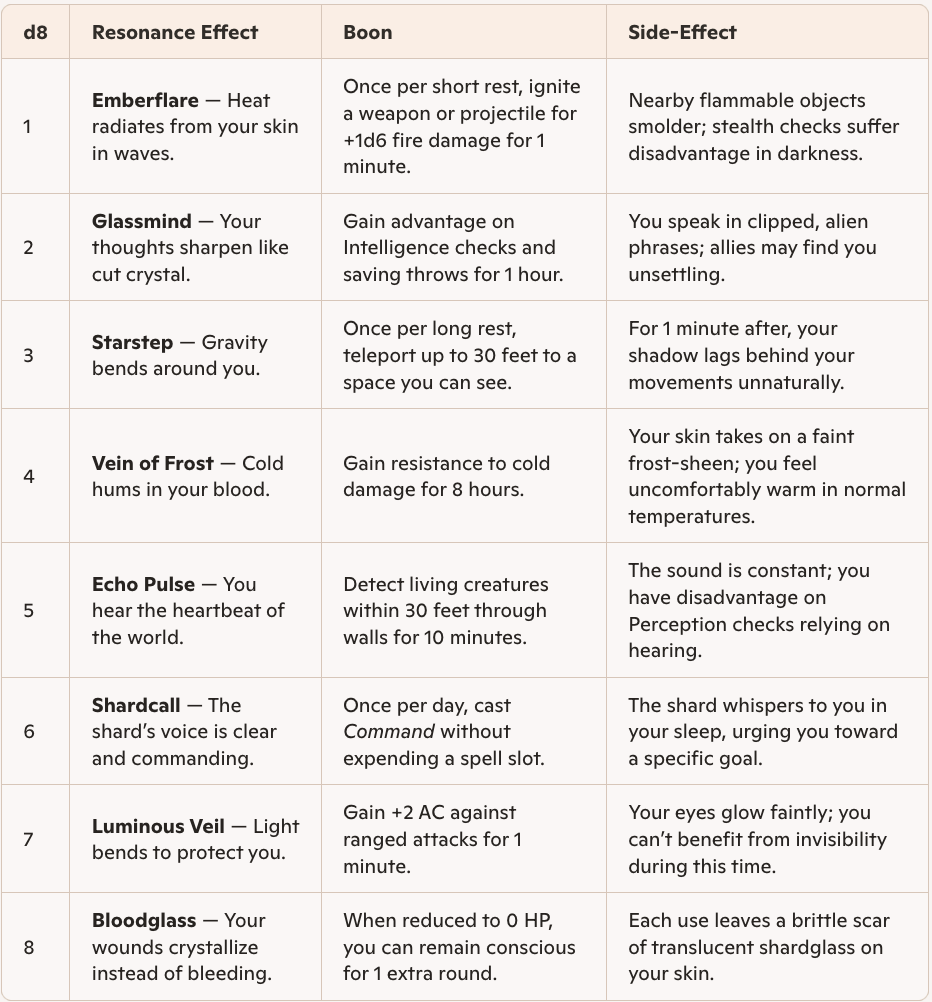 d8 Resonance Effect Boon Side-Effect
1
Emberflare — Heat
radiates from your skin
in waves.
Once per short rest, ignite
a weapon or projectile for
+1d6 fire damage for 1
minute.
Nearby flammable objects
smolder; stealth checks suffer
disadvantage in darkness.
2
Glassmind — Your
thoughts sharpen like
cut crystal.
Gain advantage on
Intelligence checks and
saving throws for 1 hour.
You speak in clipped, alien
phrases; allies may find you
unsettling.
3
Starstep — Gravity
bends around you.
Once per long rest,
teleport up to 30 feet to a
space you can see.
For 1 minute after, your
shadow lags behind your
movements unnaturally.
4
Vein of Frost — Cold
hums in your blood.
Gain resistance to cold
damage for 8 hours.
Your skin takes on a faint
frost-sheen; you feel
uncomfortably warm in normal
temperatures.
5
Echo Pulse — You
hear the heartbeat of
the world.
Detect living creatures
within 30 feet through
walls for 10 minutes.
The sound is constant; you
have disadvantage on
Perception checks relying on
hearing.
6
Shardcall — The
shard’s voice is clear
and commanding.
Once per day, cast
Command without
expending a spell slot.
The shard whispers to you in
your sleep, urging you toward
a specific goal.
7
Luminous Veil — Light
bends to protect you.
Gain +2 AC against
ranged attacks for 1
minute.
Your eyes glow faintly; you
can’t benefit from invisibility
during this time.
8
Bloodglass — Your
wounds crystallize
instead of bleeding.
When reduced to 0 HP,
you can remain conscious
for 1 extra round.
Each use leaves a brittle scar
of translucent shardglass on
your skin.